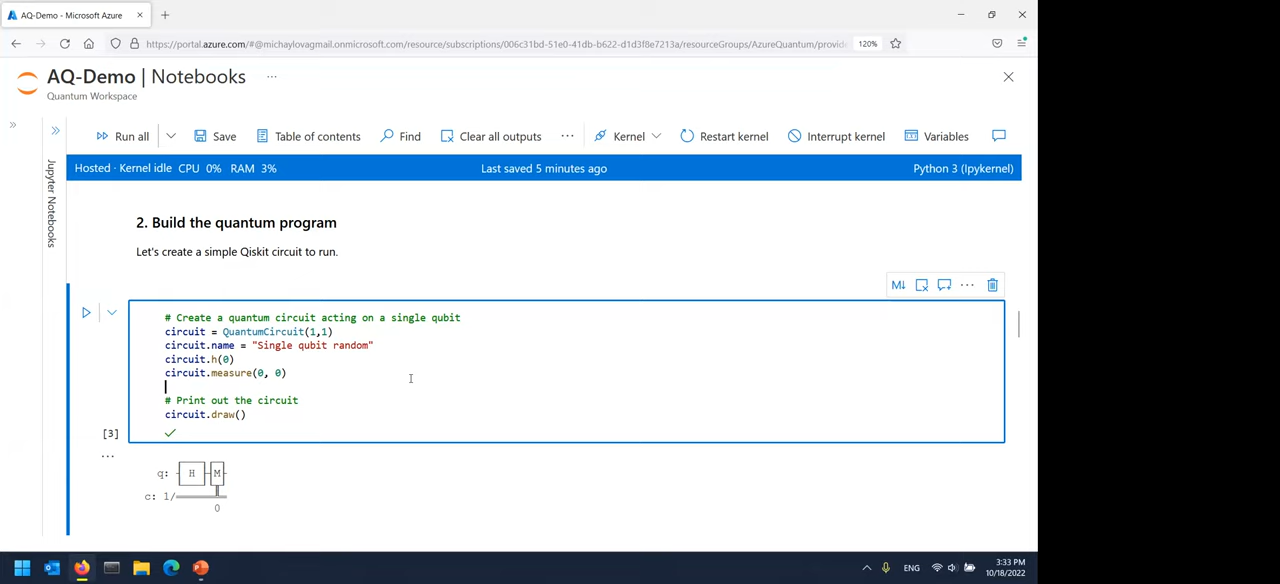 AQ-Demo - Microsoft Azure
https://portal.azure.com/#@michaylovagmail.onmicrosoft.com/resource/subscriptions/006c31bd-51e0-41db-b622-d1d3f8e7213a/resourceGroups/AzureQuantum/provid
120%
AQ-Demo | Notebooks ...
Quantum Workspace
Run all Save Table of contents Find Clear all outputs ... Kernel Restart kernel Interrupt kernel Variables
Hosted · Kernel idle CPU 0% RAM 3% Last saved 5 minutes ago Python 3 (Ipykernel)
Jupyter Notebooks
2. Build the quantum program
Let's create a simple Qiskit circuit to run.
M↓ ...
# Create a quantum circuit acting on a single qubit
circuit = QuantumCircuit(1,1)
circuit.name = "Single qubit random"
circuit.h(0)
circuit.measure(0, 0)
# Print out the circuit
circuit.draw()
[3]
...
q: H M
c: 1/
0
ENG
3:33 PM
10/18/2022